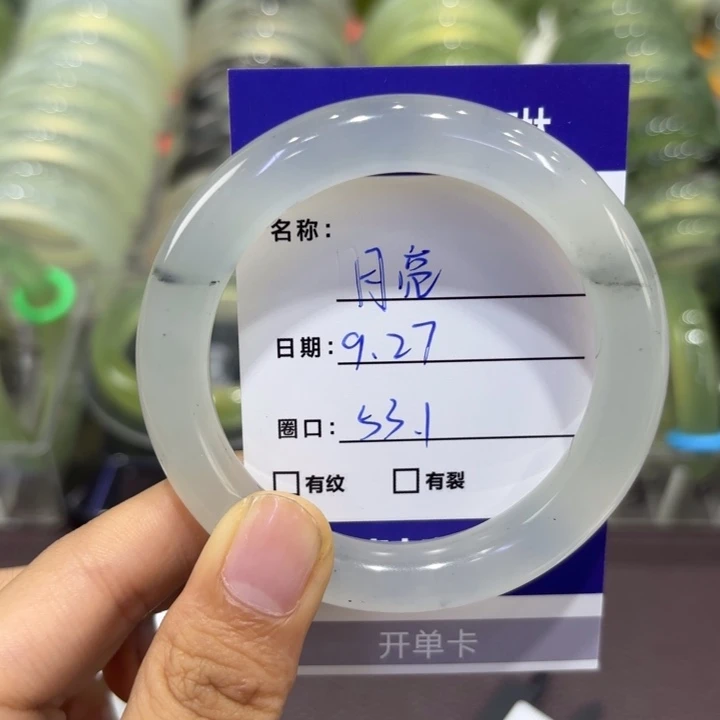 名称：月亮
日期：9.27
圈口：53.1
□有纹 □有裂
开单卡